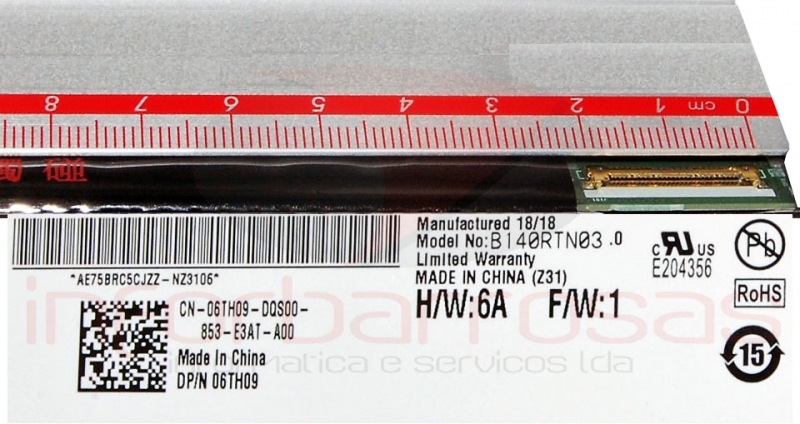 8 7 6 5 4 3 2 1 cm 0
Manufactured 18/18
Model No:B140RTN03 .0
Limited Warranty
MADE IN CHINA (Z31)
H/W:6A F/W:1
*AE75BRC5CJZZ-NZ3106*
CN-06TH09-DQS00-
853-E3AT-A00
Made in China
DP/N 06TH09
c RU US
E204356
Pb
RoHS
15
inforbarrosas
informatica e servicos lda